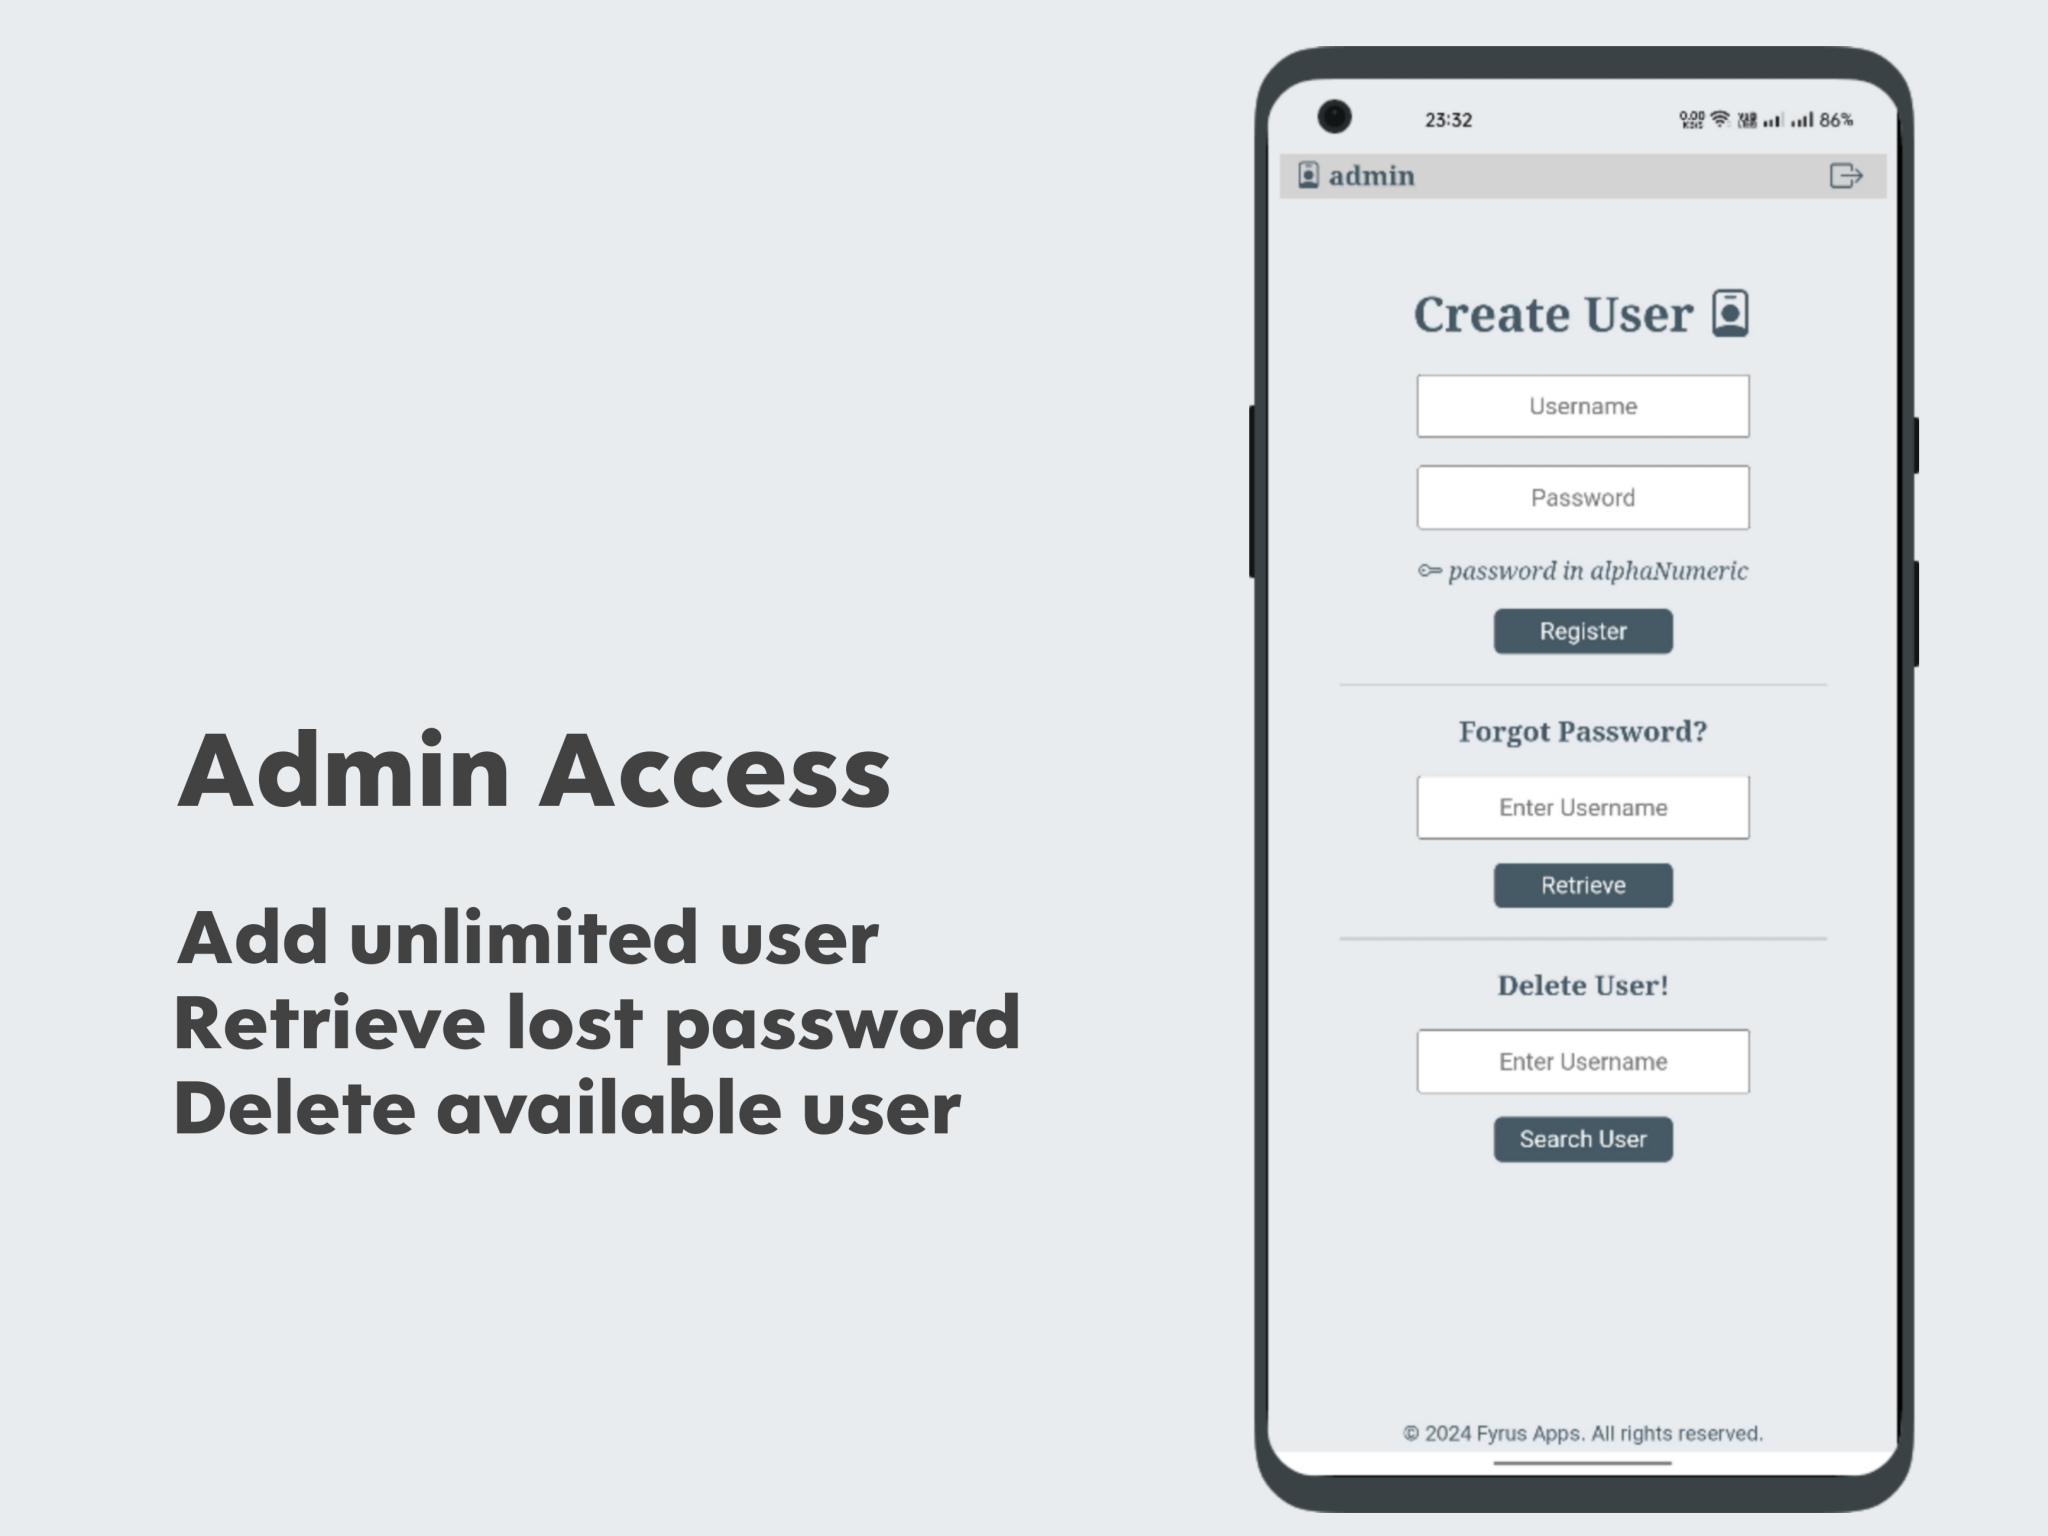 Admin Access
Add unlimited user
Retrieve lost password
Delete available user
23:32
86%
admin
Create User
Username
Password
password in alphaNumeric
Register
Forgot Password?
Enter Username
Retrieve
Delete User!
Enter Username
Search User
© 2024 Fyrus Apps. All rights reserved.